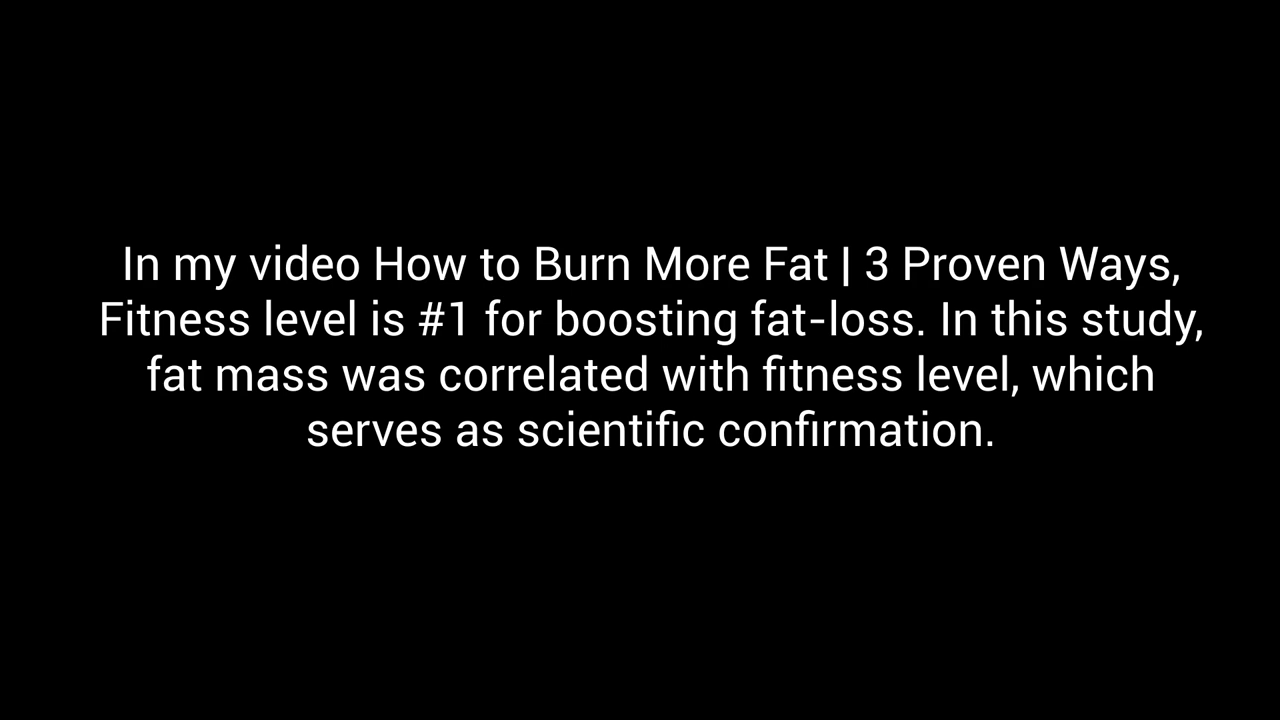 In my video How to Burn More Fat | 3 Proven Ways,
Fitness level is #1 for boosting fat-loss. In this study,
fat mass was correlated with fitness level, which
serves as scientific confirmation.